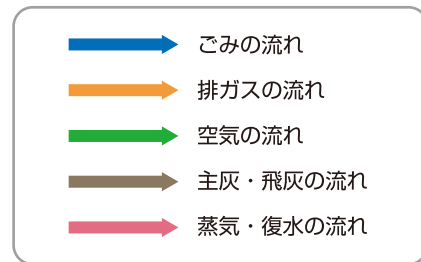 ごみの流れ
排ガスの流れ
空気の流れ
主灰・飛灰の流れ
蒸気・復水の流れ